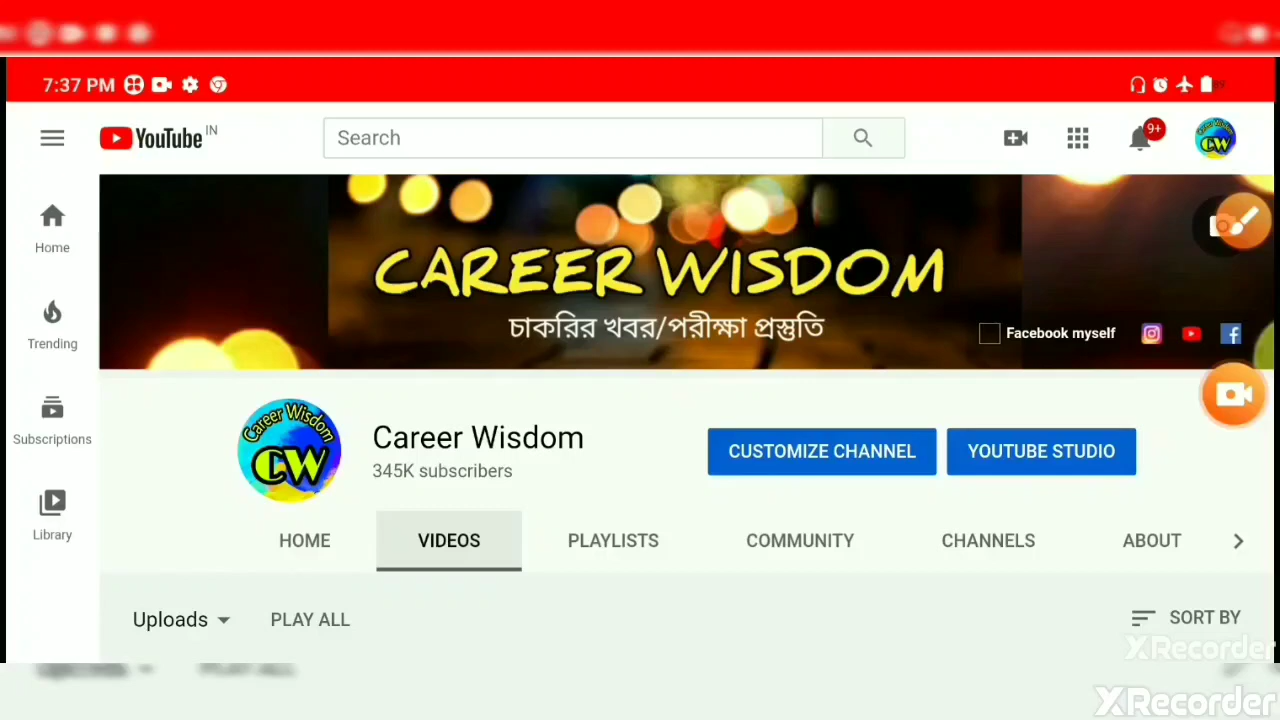 7:37 PM
YouTube IN
Search
9+
CW
Home
CAREER WISDOM
চাকরির খবর/পরীক্ষা প্রস্তুতি
Facebook myself
Trending
Career Wisdom
CW
Career Wisdom
345K subscribers
CUSTOMIZE CHANNEL
YOUTUBE STUDIO
Subscriptions
Library
HOME
VIDEOS
PLAYLISTS
COMMUNITY
CHANNELS
ABOUT
Uploads
PLAY ALL
SORT BY
XRecorder
XRecorder